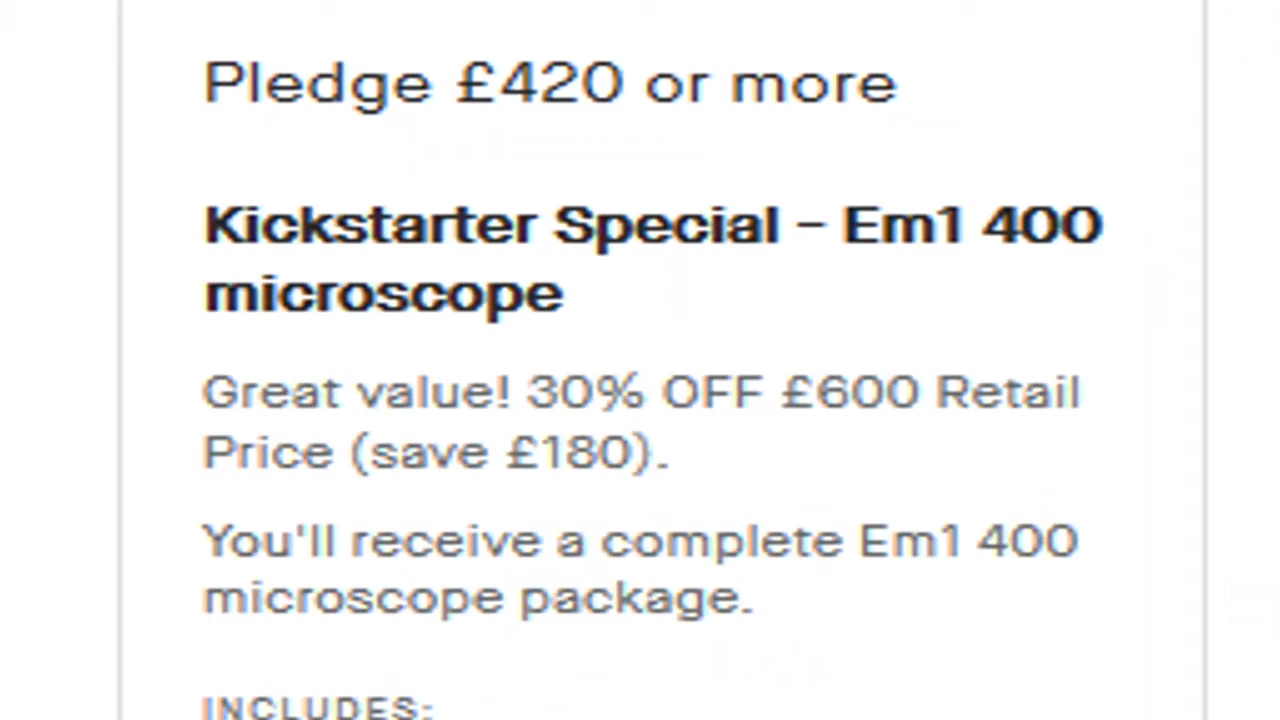 Pledge £420 or more
Kickstarter Special – Em1 400
microscope
Great value! 30% OFF £600 Retail
Price (save £180).
You'll receive a complete Em1 400
microscope package.
INCLUDES: